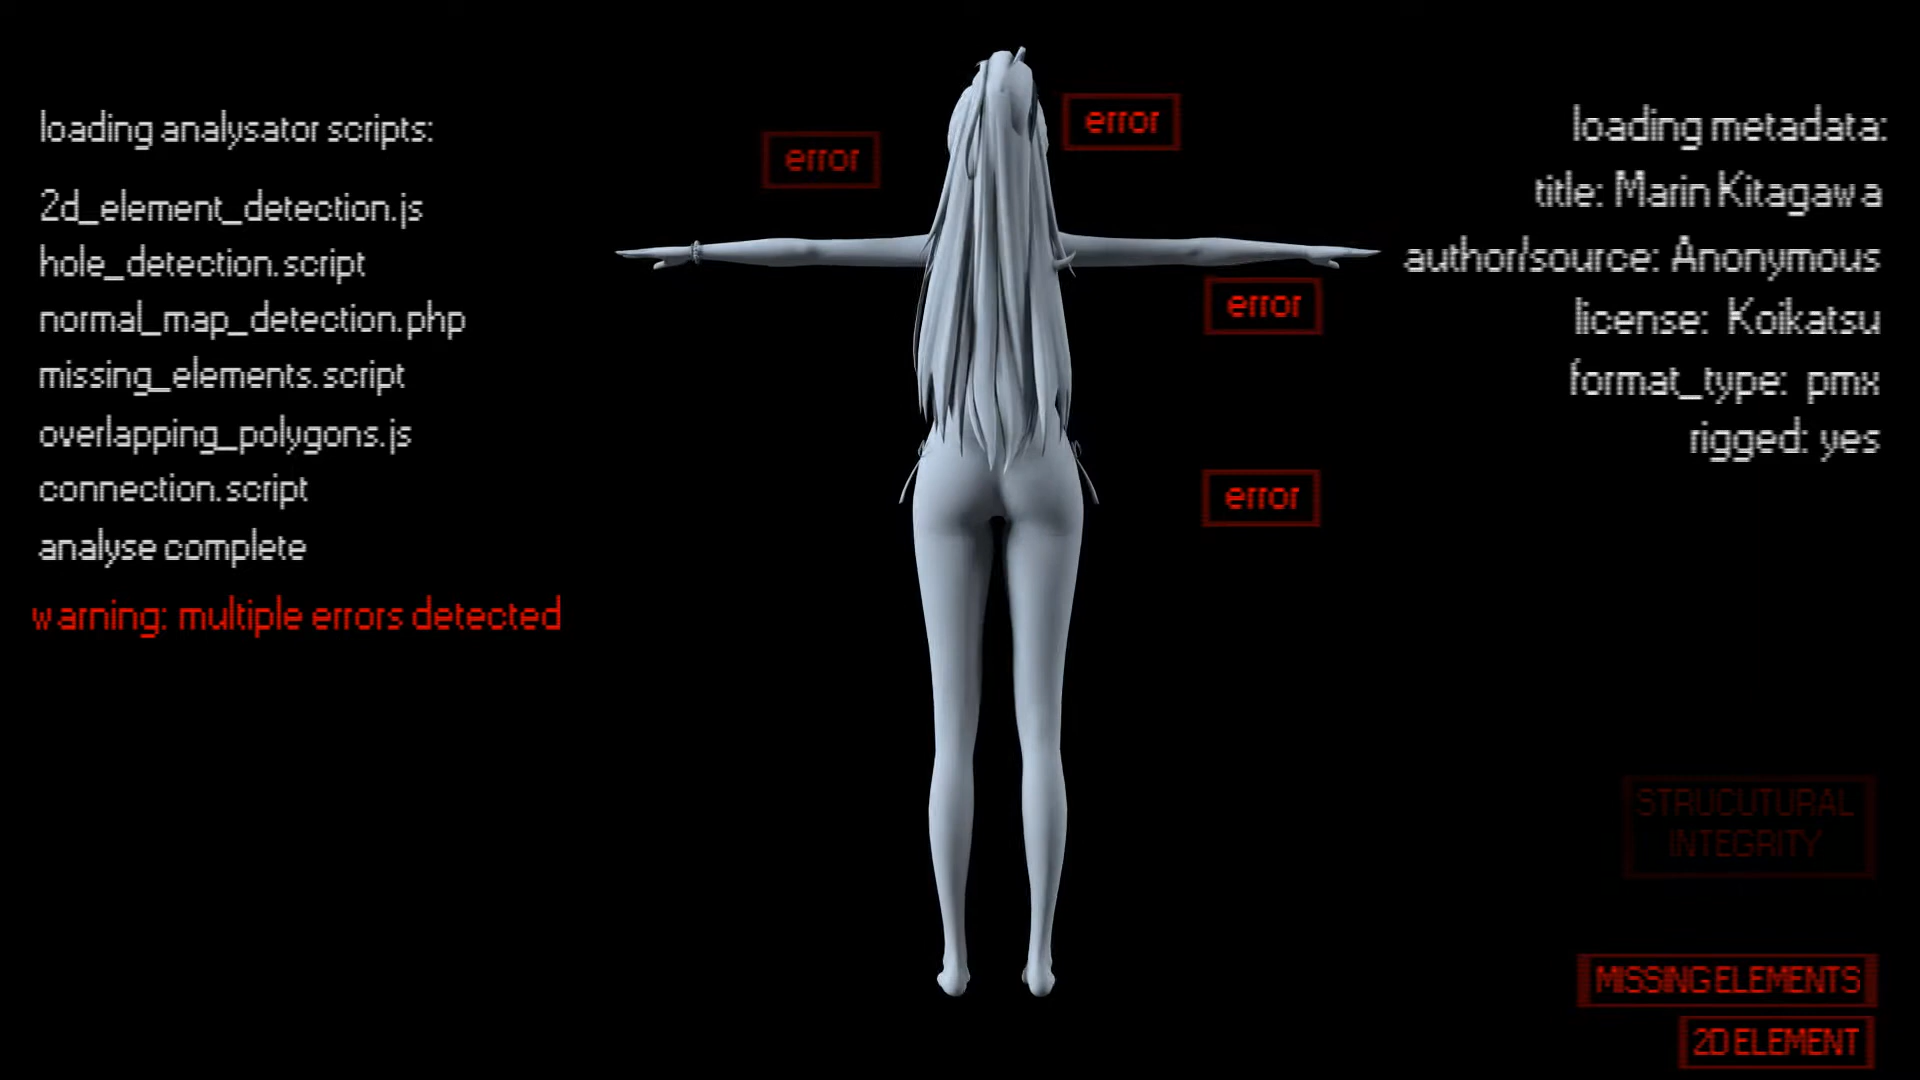 loading analysator scripts:
2d_element_detection.js
hole_detection.script
normal_map_detection.php
missing_elements.script
overlapping_polygons.js
connection.script
analyse complete
warning: multiple errors detected
error
error
error
error
loading metadata:
title: Marin Kitagawa
author/source: Anonymous
license: Koikatsu
format_type: pmx
rigged: yes
STRUCUTURAL
INTEGRITY
MISSING ELEMENTS
2D ELEMENT